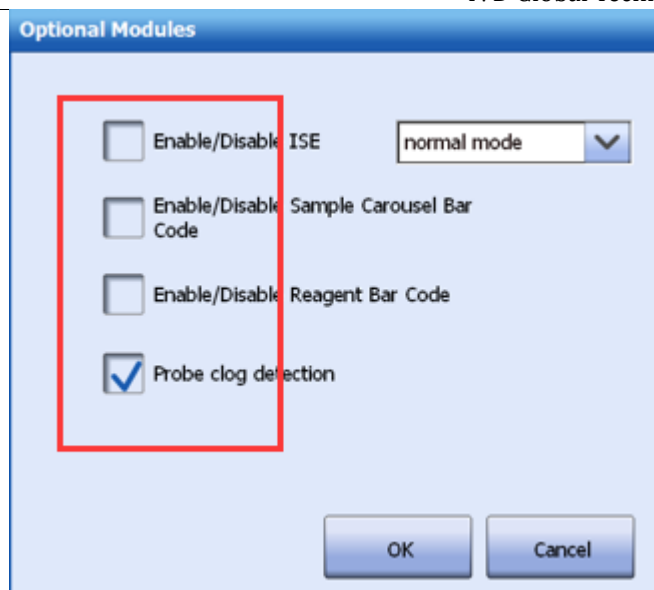 Optional Modules
Enable/Disable ISE
normal mode
Enable/Disable Sample Carousel Bar
Code
Enable/Disable Reagent Bar Code
Probe clog detection
OK
Cancel